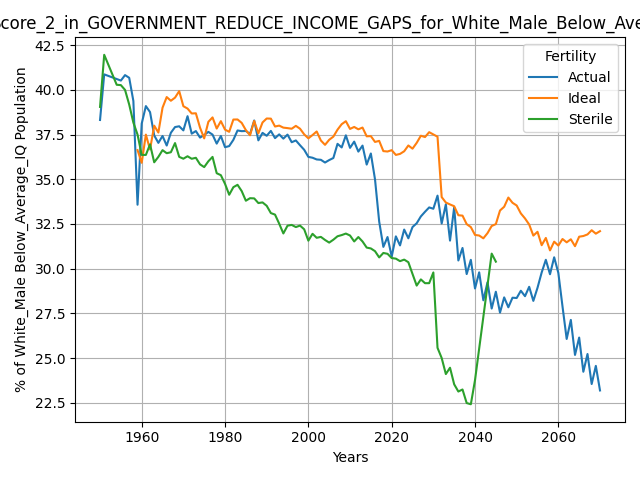 core_2_in_GOVERNMENT_REDUCE_INCOME_GAPS_for_White_Male_Below_Ave
42.5
40.0
37.5
35.0
32.5
30.0
27.5
25.0
22.5
% of White_Male Below_Average_IQ Population
Fertility
Actual
Ideal
Sterile
1960
1980
2000
2020
2040
2060
Years